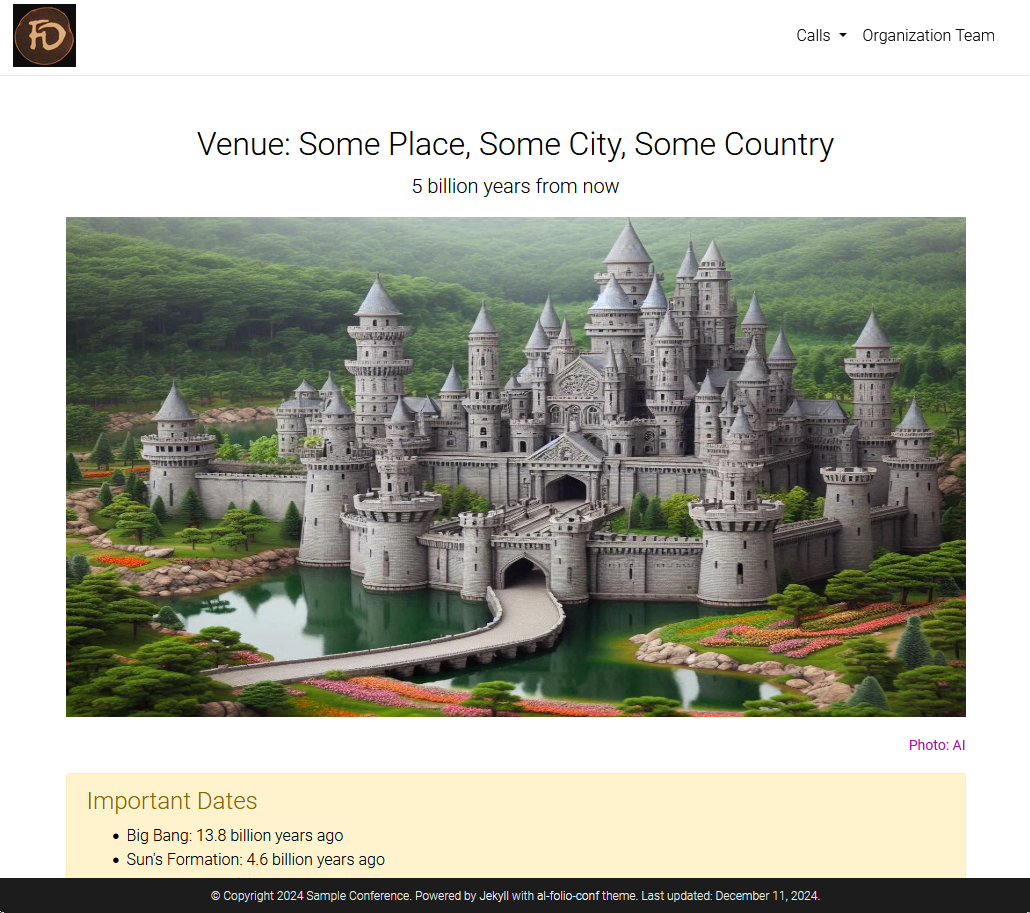 FD
Calls
Organization Team
Venue: Some Place, Some City, Some Country
5 billion years from now
Photo: AI
Important Dates
Big Bang: 13.8 billion years ago
Sun's Formation: 4.6 billion years ago
© Copyright 2024 Sample Conference. Powered by Jekyll with al-folio-conf theme. Last updated: December 11, 2024.